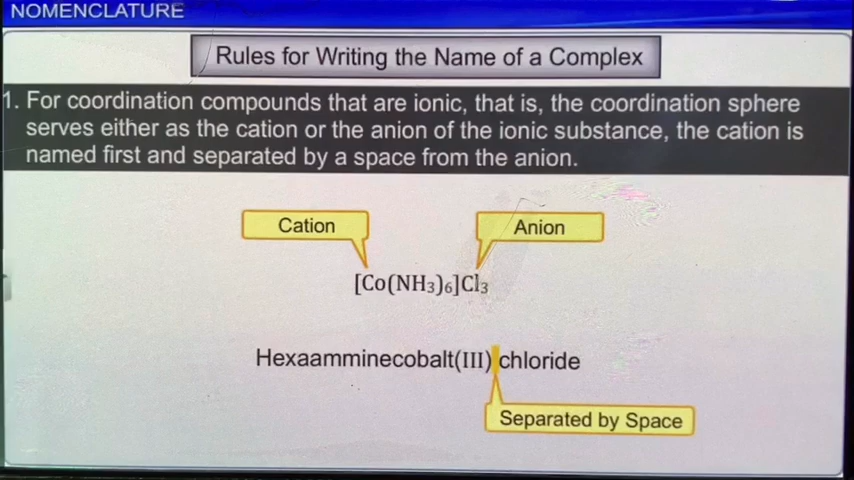 NOMENCLATURE
Rules for Writing the Name of a Complex
1. For coordination compounds that are ionic, that is, the coordination sphere
serves either as the cation or the anion of the ionic substance, the cation is
named first and separated by a space from the anion.
Cation
Anion
[Co(NH₃)₆]Cl₃
Hexaamminecobalt(III) chloride
Separated by Space